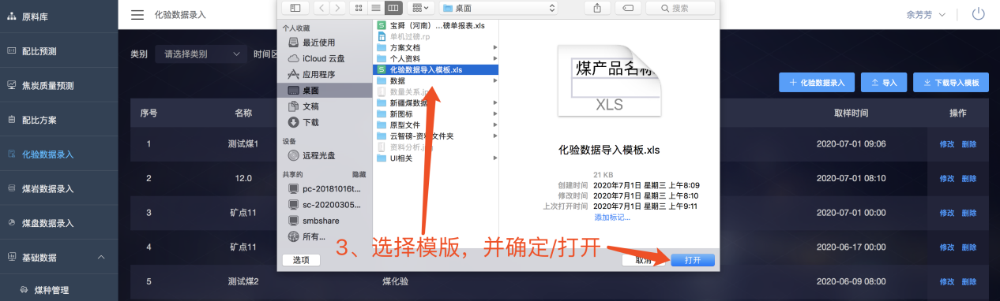 原料库
配比预测
焦炭质量预测
配比方案
化验数据录入
煤岩数据录入
煤盘数据录入
基础数据
煤种管理
化验数据录入
余芳芳
类别
请选择类别
时间区
化验数据录入
导入
下载导入模板
序号
名称
取样时间
操作
1
测试煤1
2020-07-01 09:06
修改 删除
2
12.0
2020-07-01 08:10
修改 删除
3
矿点11
2020-07-01 00:00
修改 删除
4
矿点11
2020-06-17 00:00
修改 删除
5
测试煤2
煤化验
2020-06-09 08:00
修改 删除
桌面
搜索
个人收藏
最近使用
iCloud 云盘
应用程序
桌面
文稿
下载
设备
远程光盘
共享的
隐藏
pc-20181016t...
sc-20200305...
smbshare
所有...
选项
宝舜（河南）...磅单报表.xls
单机过磅.rp
方案文档
个人资料
化验数据导入模板.xls
数据
数量关系.jp
新疆煤数据
新图标
原型文件
云智磅-资 文件夹
资料分析.j
UI相关
煤产品名称
XLS
化验数据导入模板.xls
21 KB
创建时间 2020年7月1日 星期三 上午8:09
修改时间 2020年7月1日 星期三 上午8:10
上次打开时间 2020年7月1日 星期三 上午9:11
添加标记...
3、选择模版，并确定/打开
取消
打开